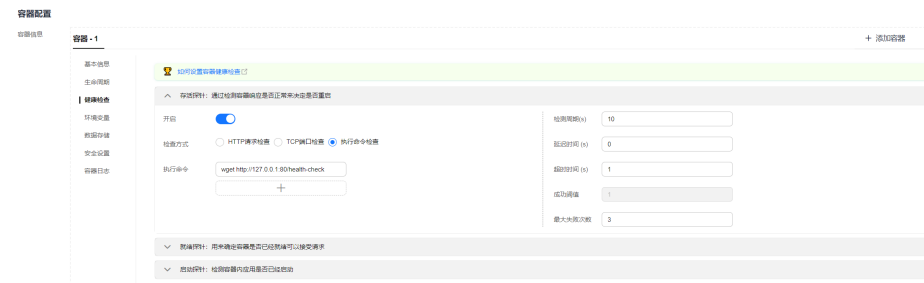 容器配置
容器信息
容器 - 1
+ 添加容器
基本信息
生命周期
健康检查
环境变量
数据存储
安全设置
容器日志
如何设置容器健康检查
存活探针：通过检测容器响应是否正常来决定是否重启
开启
检查方式
HTTP请求检查
TCP端口检查
执行命令检查
执行命令
wget http://127.0.0.1:80/health-check
+
检测周期(s)
10
延迟时间 (s)
0
超时时间 (s)
1
成功阈值
1
最大失败次数
3
就绪探针：用来确定容器是否已经就绪可以接受请求
启动探针：检测容器内应用是否已经启动